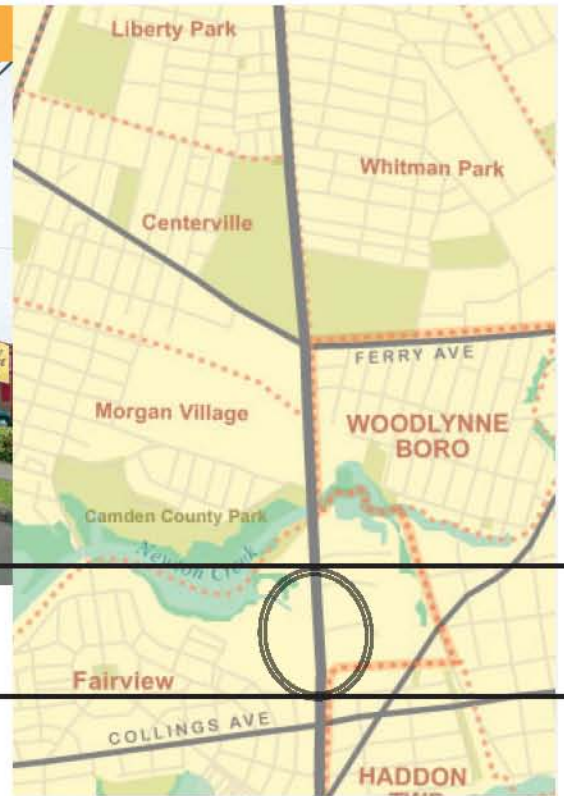 Liberty Park
Whitman Park
Centerville
FERRY AVE
Morgan Village
WOODLYNNE
BORO
Camden County Park
Newton Creek
Fairview
COLLINGS AVE
HADDON
TWP